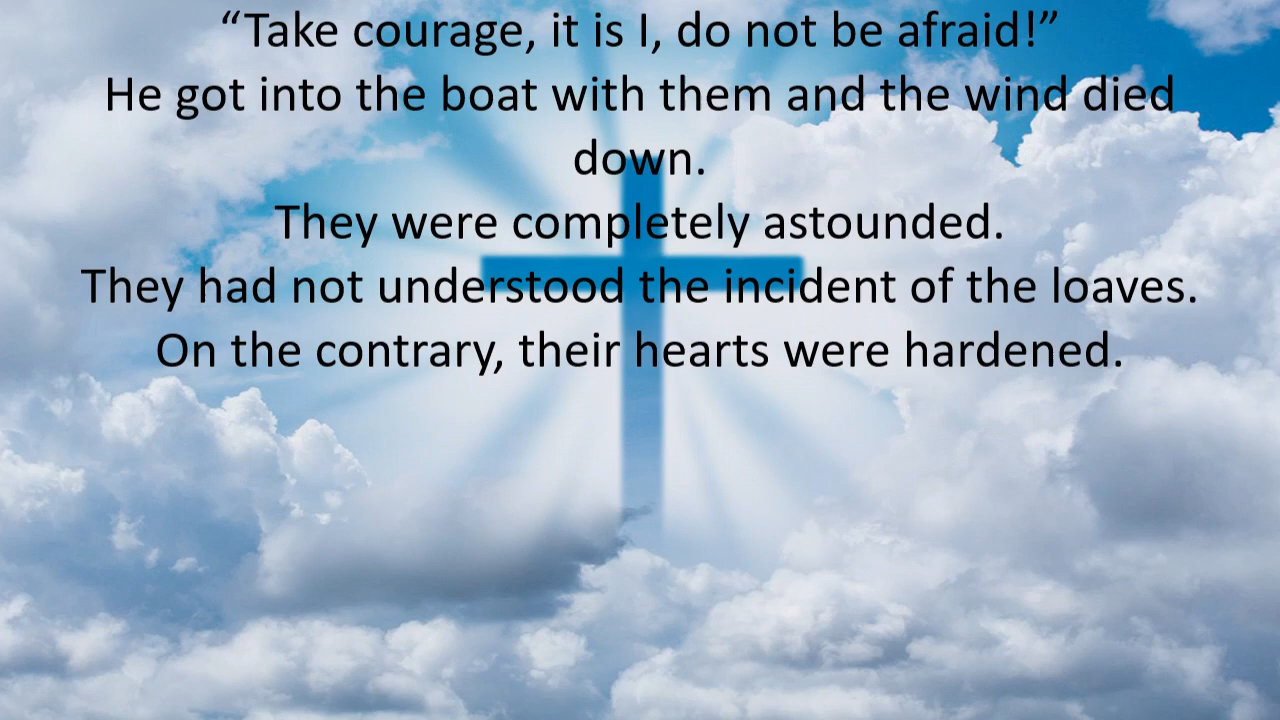 “Take courage, it is I, do not be afraid!”
He got into the boat with them and the wind died
down.
They were completely astounded.
They had not understood the incident of the loaves.
On the contrary, their hearts were hardened.